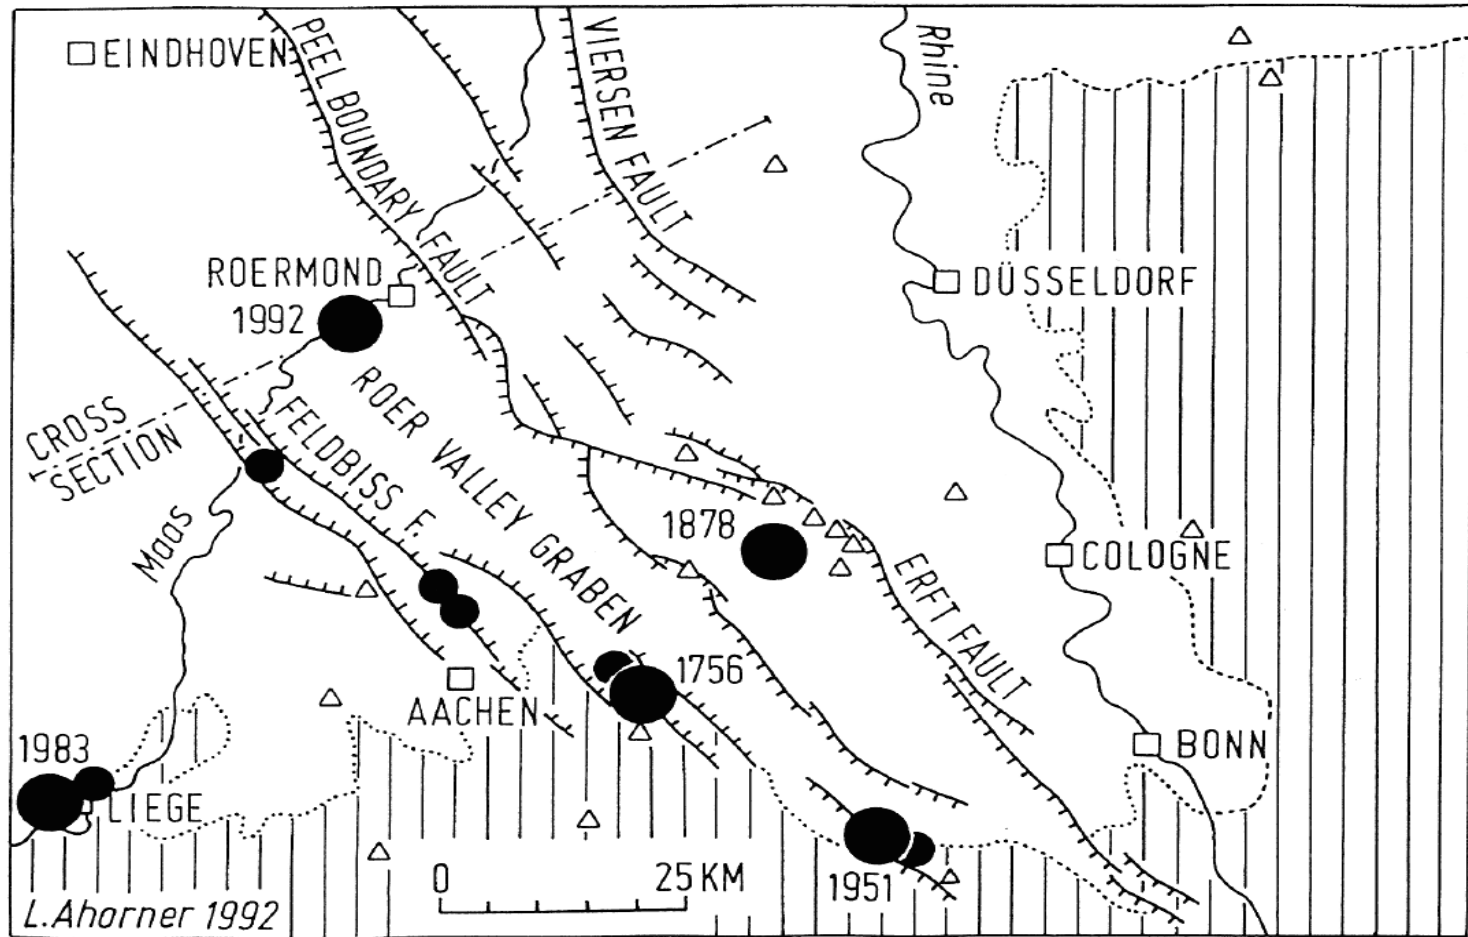 EINDHOVEN
PEEL BOUNDARY FAULT
VIERSEN FAULT
Rhine
ROERMOND
1992
DÜSSELDORF
CROSS
SECTION
FELDBISS F.
ROER VALLEY GRABEN
Maas
1878
COLOGNE
ERFT FAULT
1756
AACHEN
BONN
1983
LIEGE
0 25 KM
1951
L. Ahorner 1992